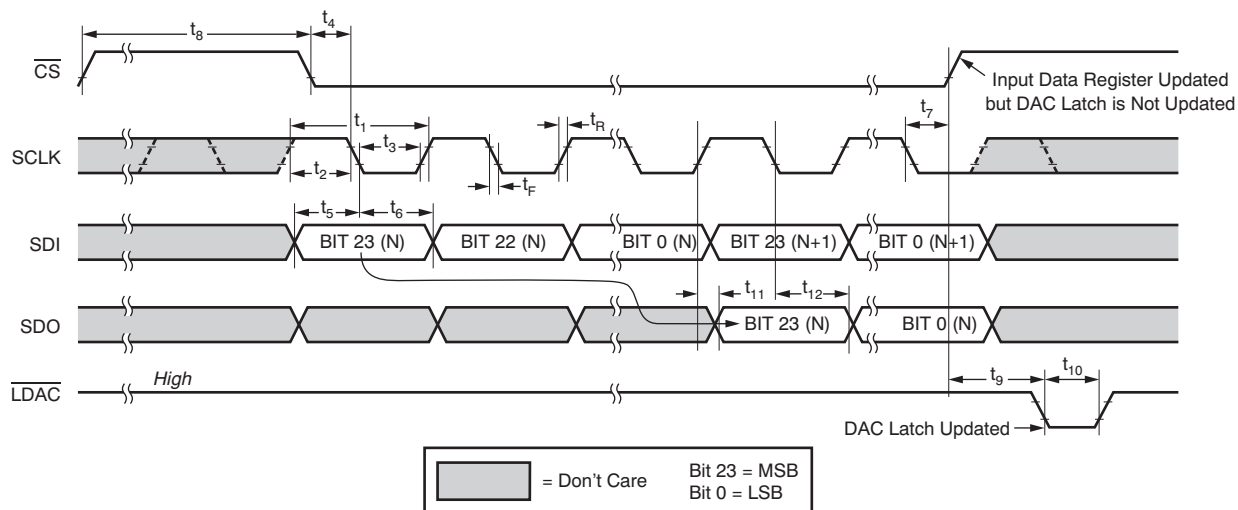 t8
t4
CS
Input Data Register Updated
but DAC Latch is Not Updated
t1
tR
t7
t3
SCLK
t2
tF
t5
t6
SDI
BIT 23 (N)
BIT 22 (N)
BIT 0 (N)
BIT 23 (N+1)
BIT 0 (N+1)
t11
t12
SDO
BIT 23 (N)
BIT 0 (N)
High
t9
t10
LDAC
DAC Latch Updated
= Don't Care
Bit 23 = MSB
Bit 0 = LSB